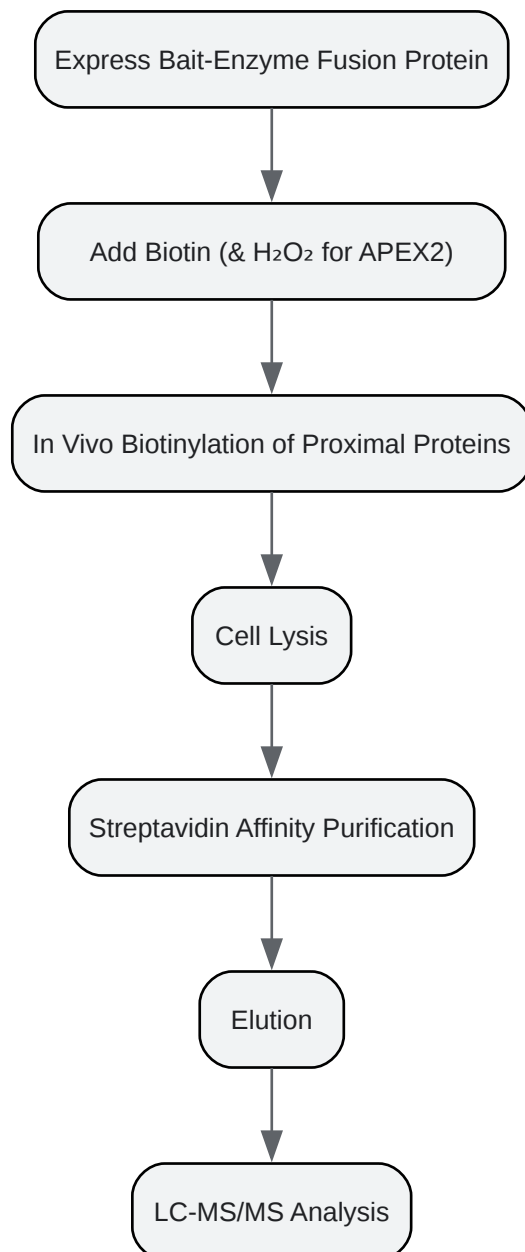 Express Bait-Enzyme Fusion Protein
Add Biotin (& H₂O₂ for APEX2)
In Vivo Biotinylation of Proximal Proteins
Cell Lysis
Streptavidin Affinity Purification
Elution
LC-MS/MS Analysis